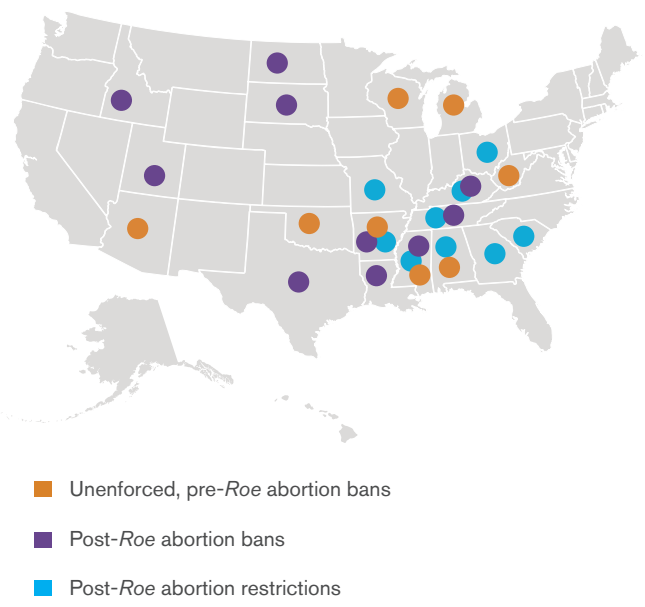 Unenforced, pre-Roe abortion bans
Post-Roe abortion bans
Post-Roe abortion restrictions